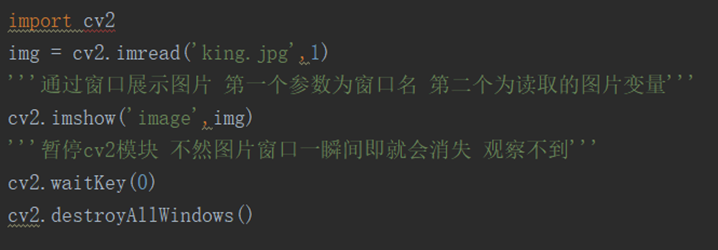 import cv2
img = cv2.imread('king.jpg',1)
'''通过窗口展示图片 第一个参数为窗口名 第二个为读取的图片变量'''
cv2.imshow('image',img)
'''暂停cv2模块 不然图片窗口一瞬间即就会消失 观察不到'''
cv2.waitKey(0)
cv2.destroyAllWindows()